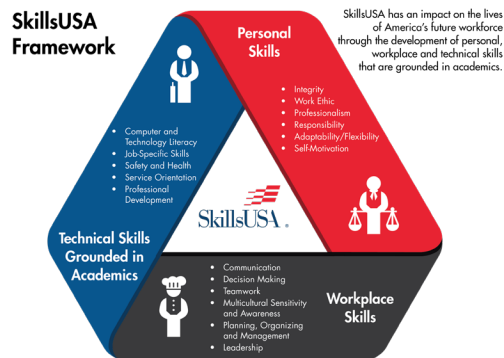 SkillsUSA
Framework
SkillsUSA has an impact on the lives
of America's future workforce
through the development of personal,
workplace and technical skills
that are grounded in academics.
Personal
Skills
• Integrity
• Work Ethic
• Professionalism
• Responsibility
• Adaptability/Flexibility
• Self-Motivation
• Computer and
Technology Literacy
• Job-Specific Skills
• Safety and Health
• Service Orientation
• Professional
Development
Technical Skills
Grounded in
Academics
SkillsUSA®
• Communication
• Decision Making
• Teamwork
• Multicultural Sensitivity
and Awareness
• Planning, Organizing
and Management
• Leadership
Workplace
Skills